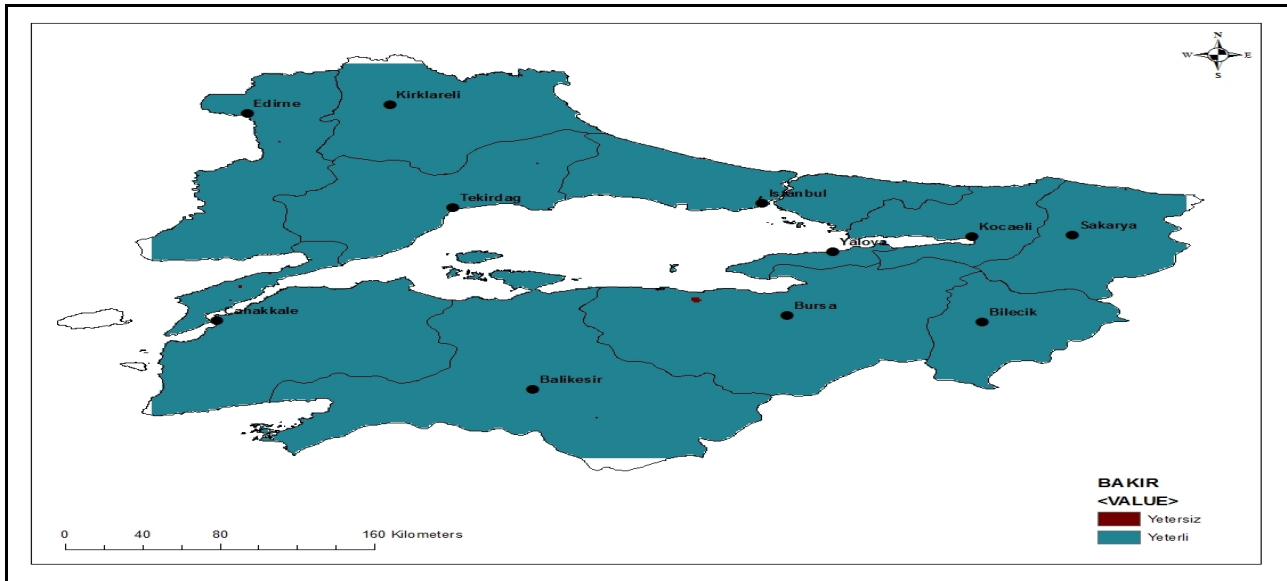 N
W E
S
Kirklareli
Edirne
Istanbul
Tekirdag
Kocaeli
Sakarya
Yalova
Canakkale
Bursa
Bilecik
Balikesir
BAKIR
<VALUE>
Yetersiz
Yeterli
0 40 80 160 Kilometers